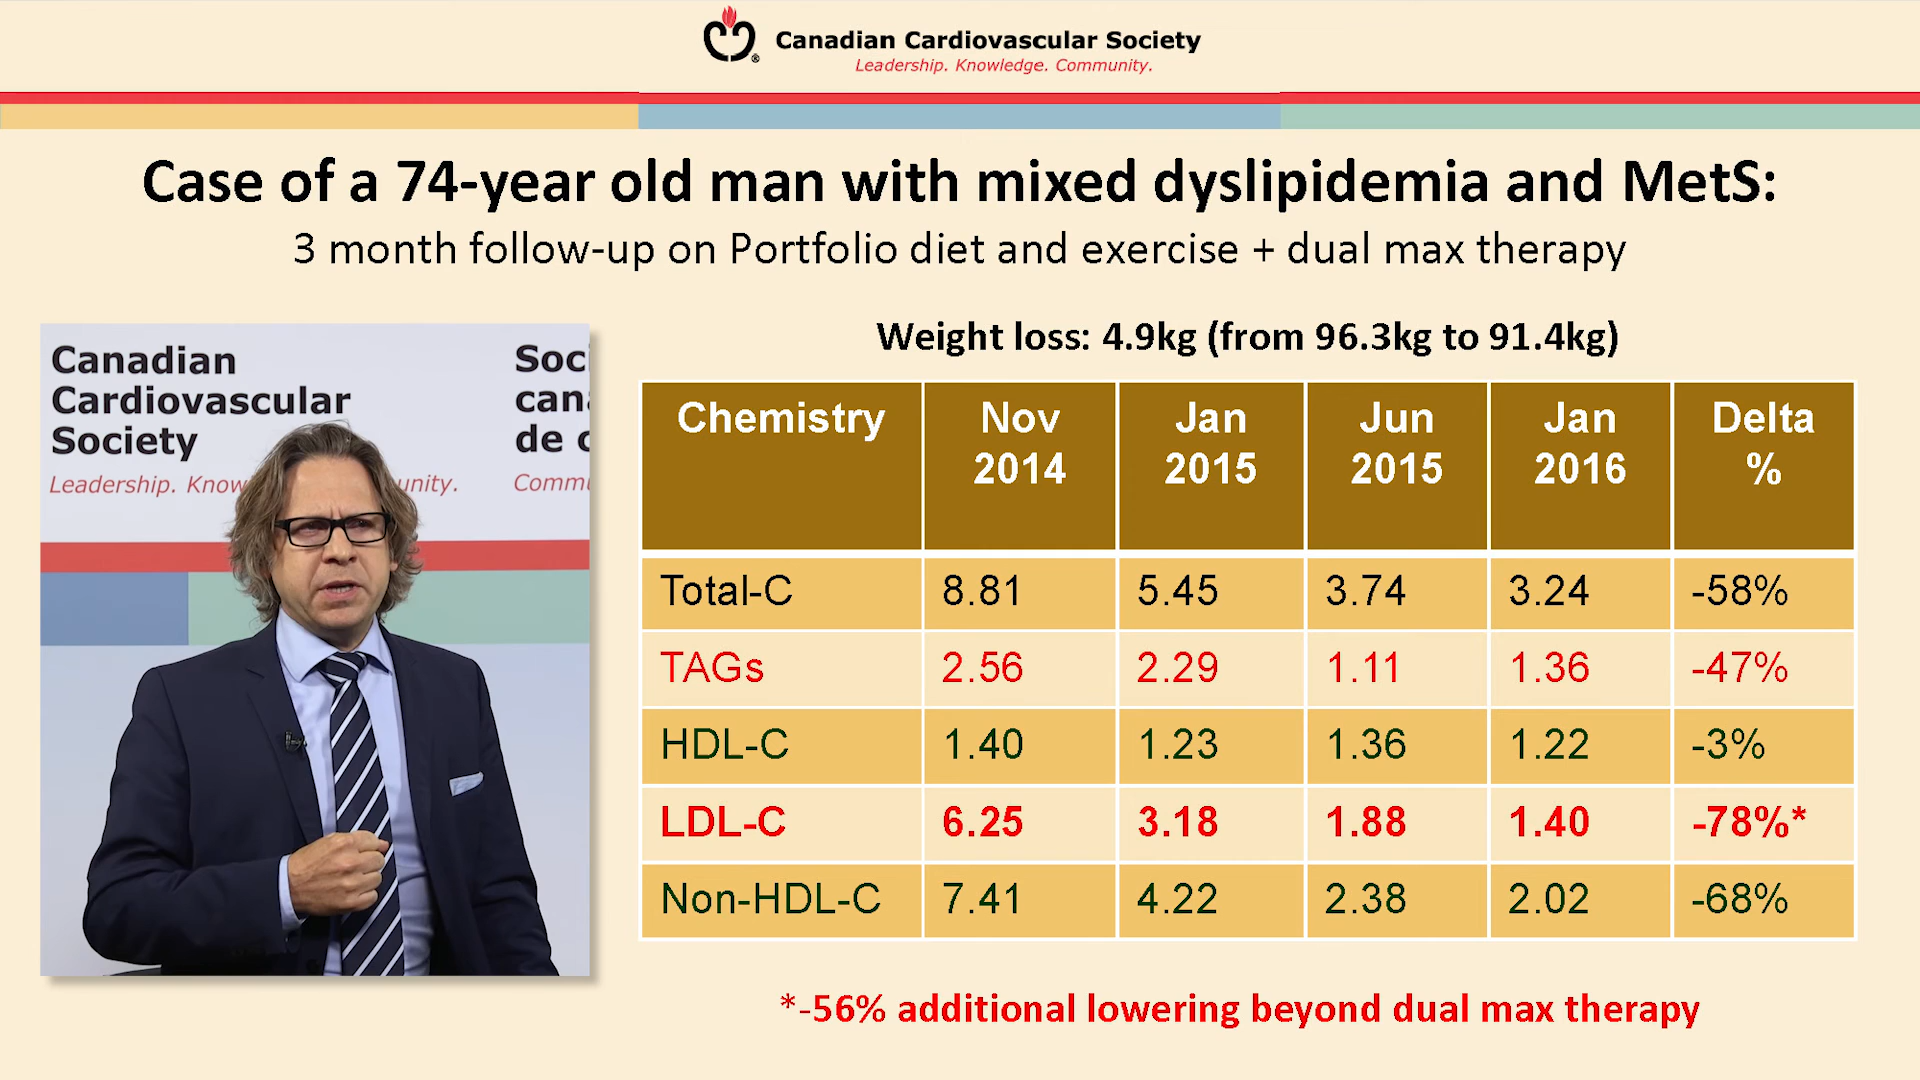 Canadian Cardiovascular Society
Leadership. Knowledge. Community.
Case of a 74-year old man with mixed dyslipidemia and MetS:
3 month follow-up on Portfolio diet and exercise + dual max therapy
Canadian
Cardiovascular
Society
Leadership.
de
Weight loss: 4.9kg (from 96.3kg to 91.4kg)
Chemistry Nov 2014 Jan 2015 Jun 2015 Jan 2016 Delta %
Total-C 8.81 5.45 3.74 3.24 -58%
TAGs 2.56 2.29 1.11 1.36 -47%
HDL-C 1.40 1.23 1.36 1.22 -3%
LDL-C 6.25 3.18 1.88 1.40 -78%*
Non-HDL-C 7.41 4.22 2.38 2.02 -68%
*-56% additional lowering beyond dual max therapy